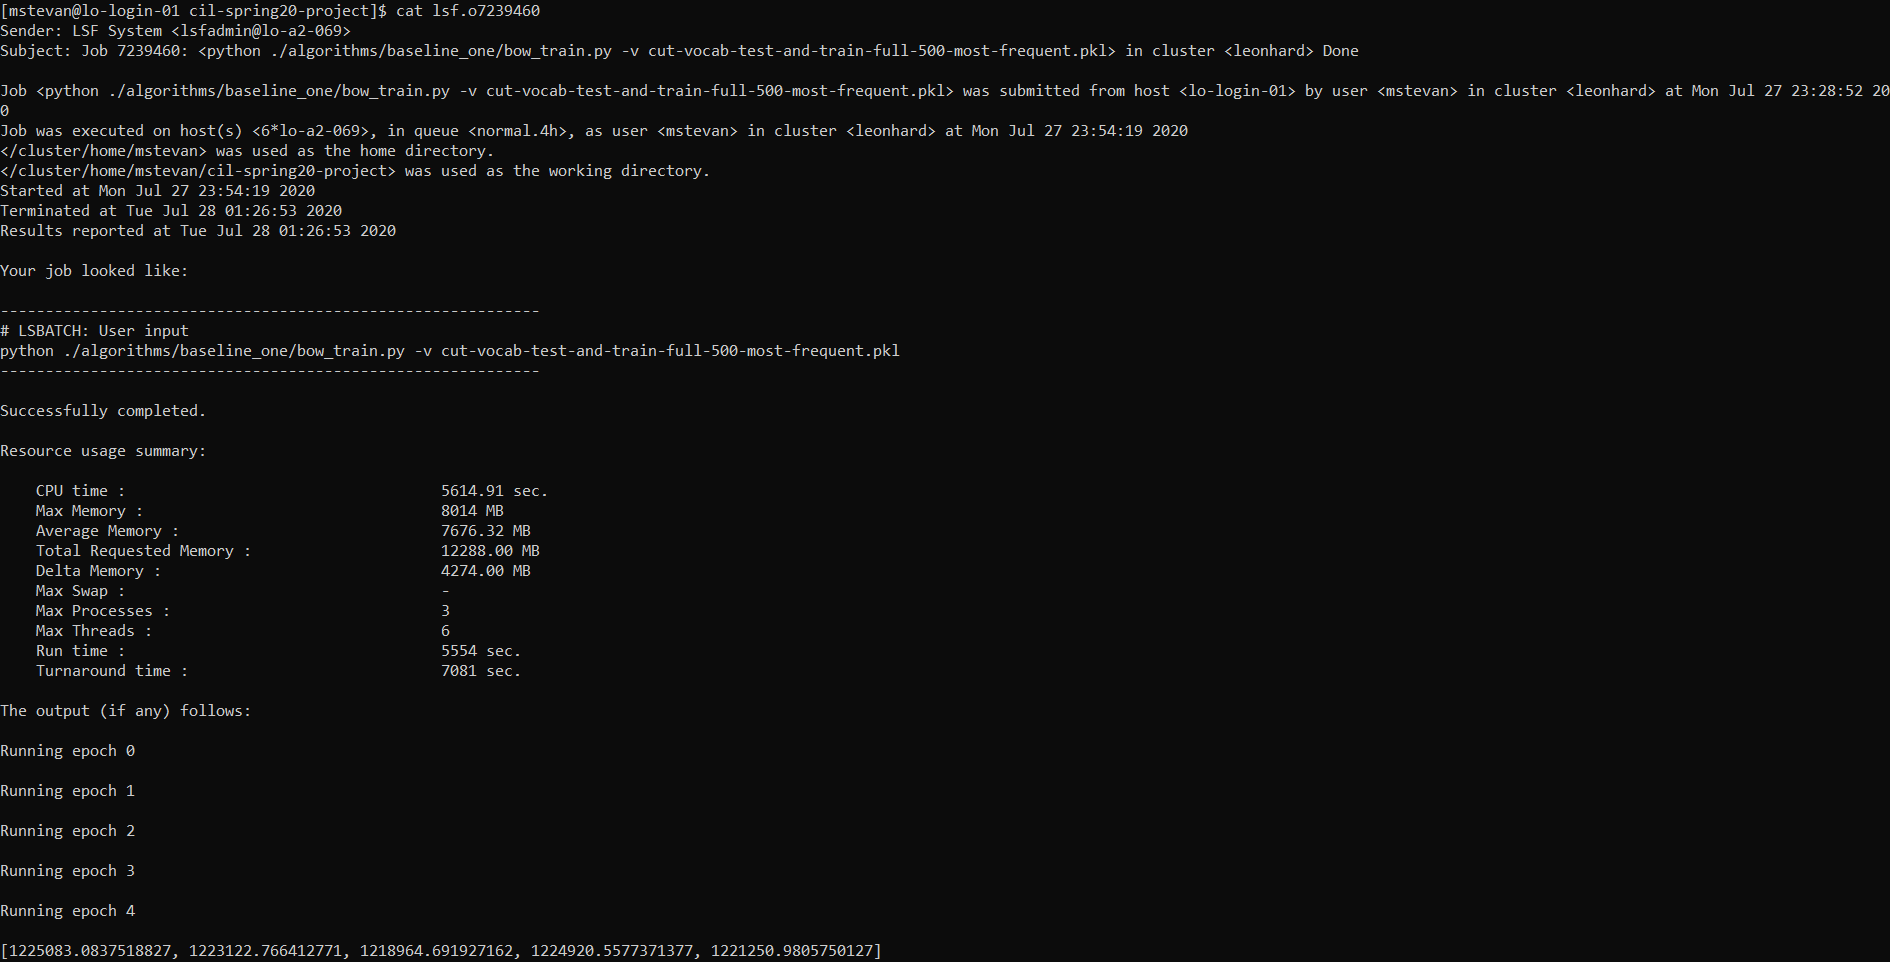 [mstevan@lo-login-01 cil-spring20-project]$ cat lsf.o7239460
Sender: LSF System <lsfadmin@lo-a2-069>
Subject: Job 7239460: <python ./algorithms/baseline_one/bow_train.py -v cut-vocab-test-and-train-full-500-most-frequent.pkl> in cluster <leonhard> Done
Job <python ./algorithms/baseline_one/bow_train.py -v cut-vocab-test-and-train-full-500-most-frequent.pkl> was submitted from host <lo-login-01> by user <mstevan> in cluster <leonhard> at Mon Jul 27 23:28:52 20
0
Job was executed on host(s) <6*lo-a2-069>, in queue <normal.4h>, as user <mstevan> in cluster <leonhard> at Mon Jul 27 23:54:19 2020
</cluster/home/mstevan> was used as the home directory.
</cluster/home/mstevan/cil-spring20-project> was used as the working directory.
Started at Mon Jul 27 23:54:19 2020
Terminated at Tue Jul 28 01:26:53 2020
Results reported at Tue Jul 28 01:26:53 2020
Your job looked like:
------------------------------------------------------------
# LSBATCH: User input
python ./algorithms/baseline_one/bow_train.py -v cut-vocab-test-and-train-full-500-most-frequent.pkl
------------------------------------------------------------
Successfully completed.
Resource usage summary:
CPU time : 5614.91 sec.
Max Memory : 8014 MB
Average Memory : 7676.32 MB
Total Requested Memory : 12288.00 MB
Delta Memory : 4274.00 MB
Max Swap : -
Max Processes : 3
Max Threads : 6
Run time : 5554 sec.
Turnaround time : 7081 sec.
The output (if any) follows:
Running epoch 0
Running epoch 1
Running epoch 2
Running epoch 3
Running epoch 4
[1225083.0837518827, 1223122.766412771, 1218964.691927162, 1224920.5577371377, 1221250.9805750127]